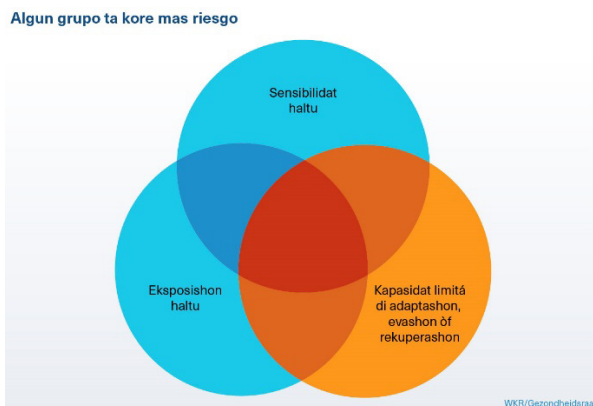 Algun grupo ta kore mas riesgo
Sensibilidat
haltu
Eksposishon
haltu
Kapasidat limitá
di adaptashon,
evashon òf
rekuperashon
WKR/Gezondheidsraa